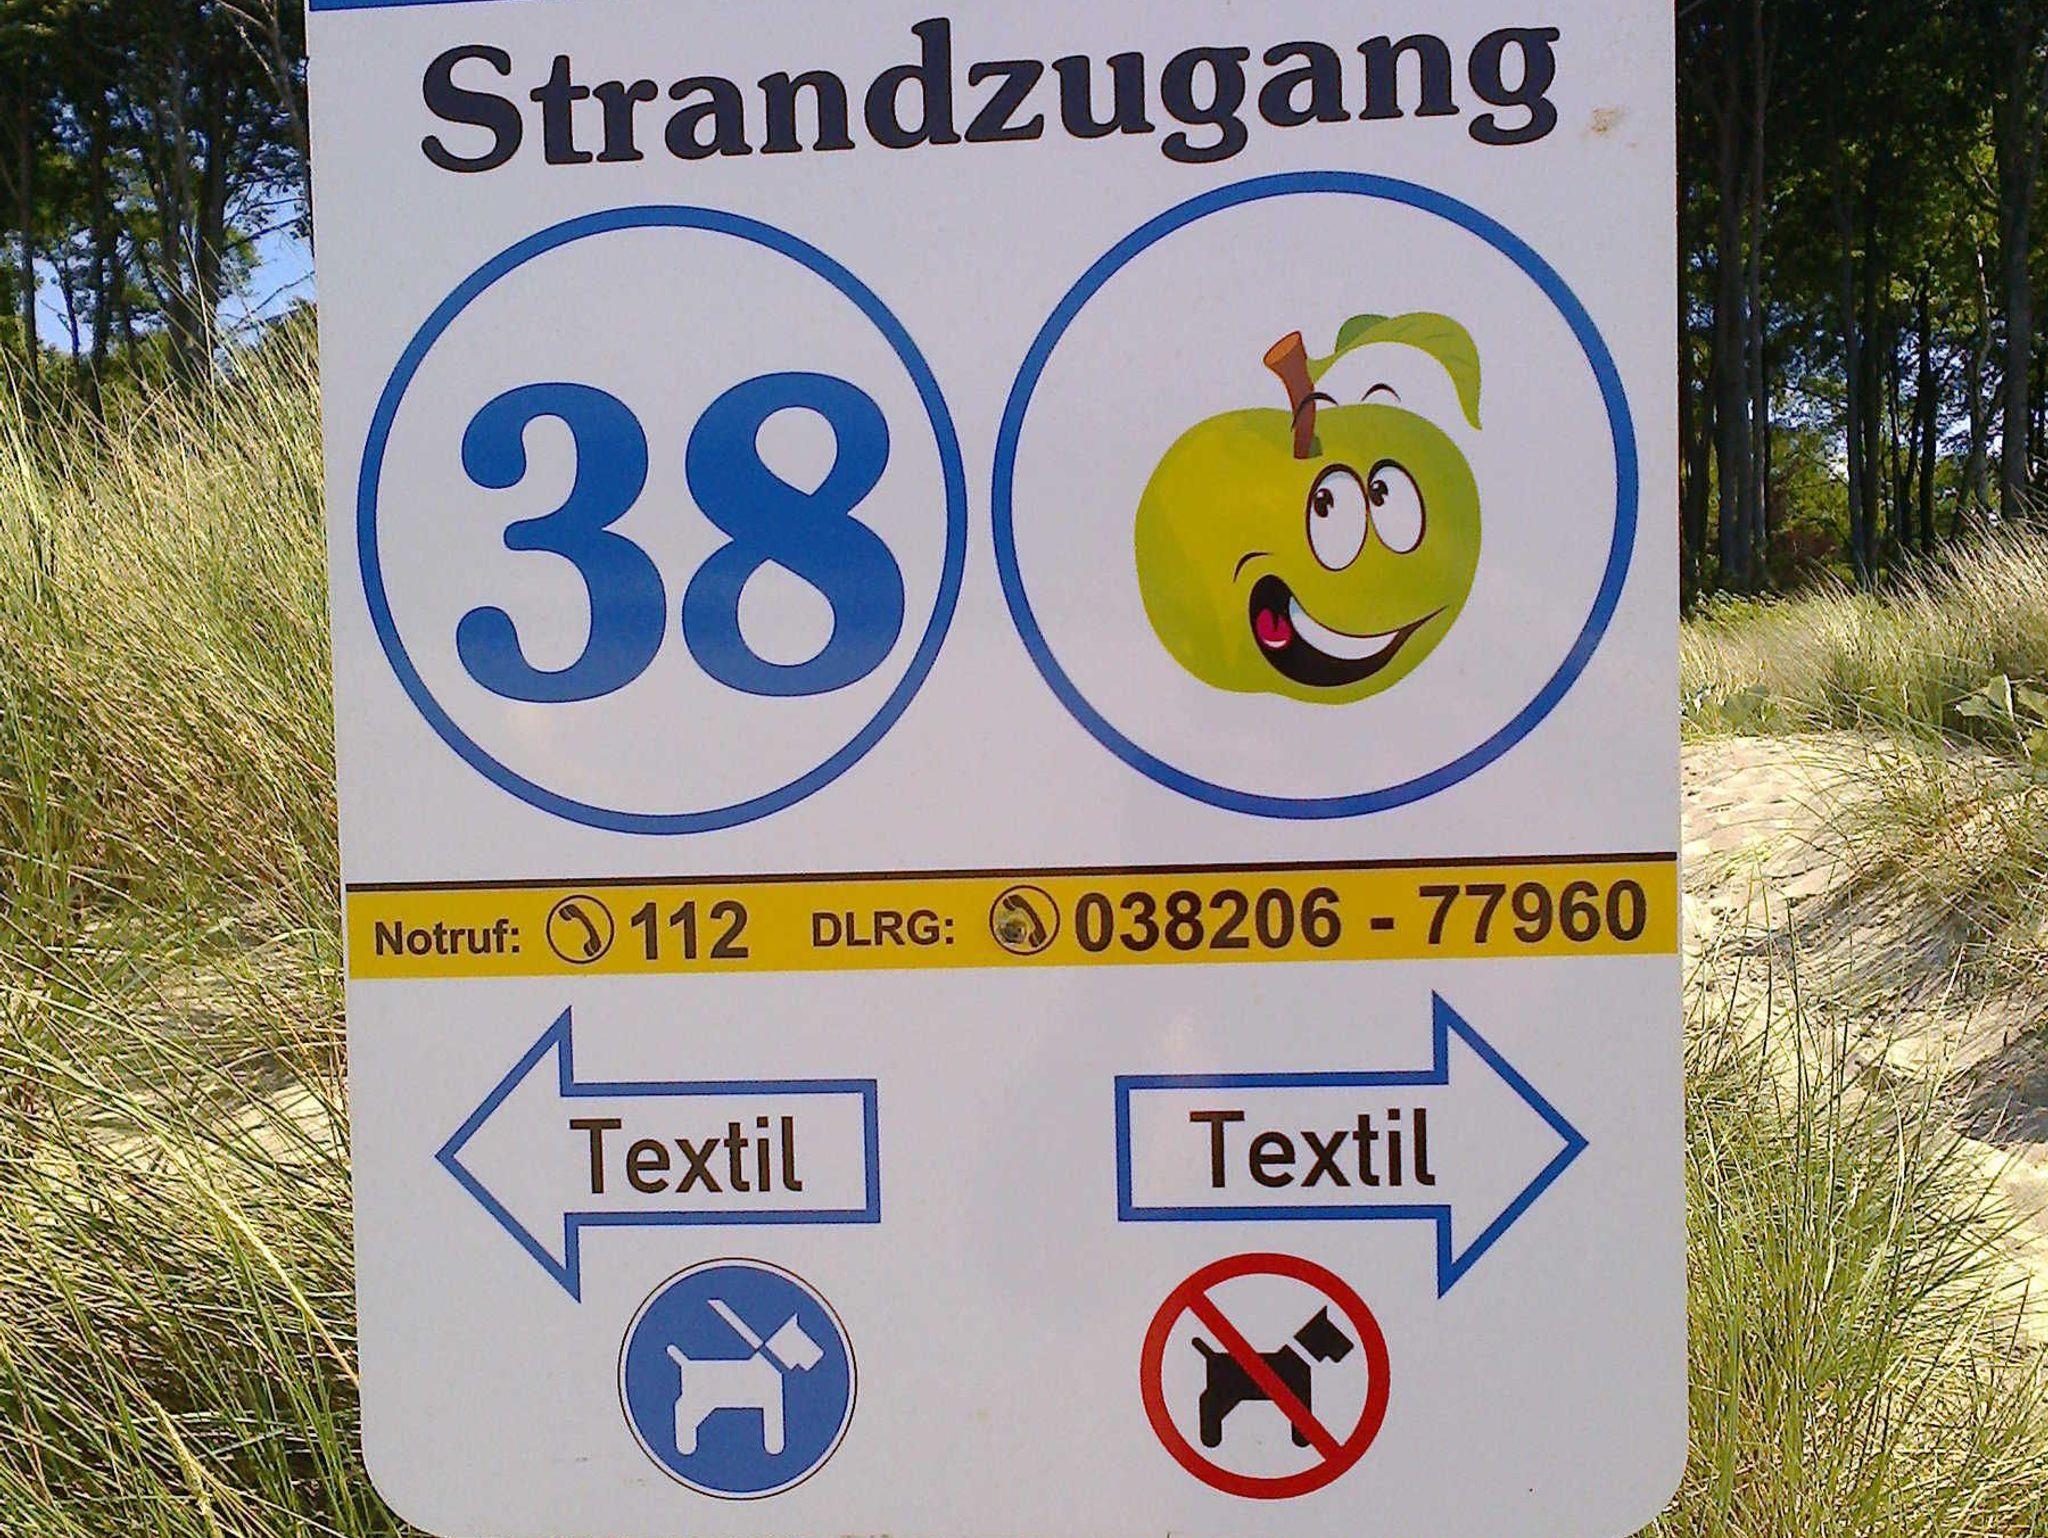 Strandzugang
38
Notruf: 112 DLRG: 038206 - 77960
Textil Textil